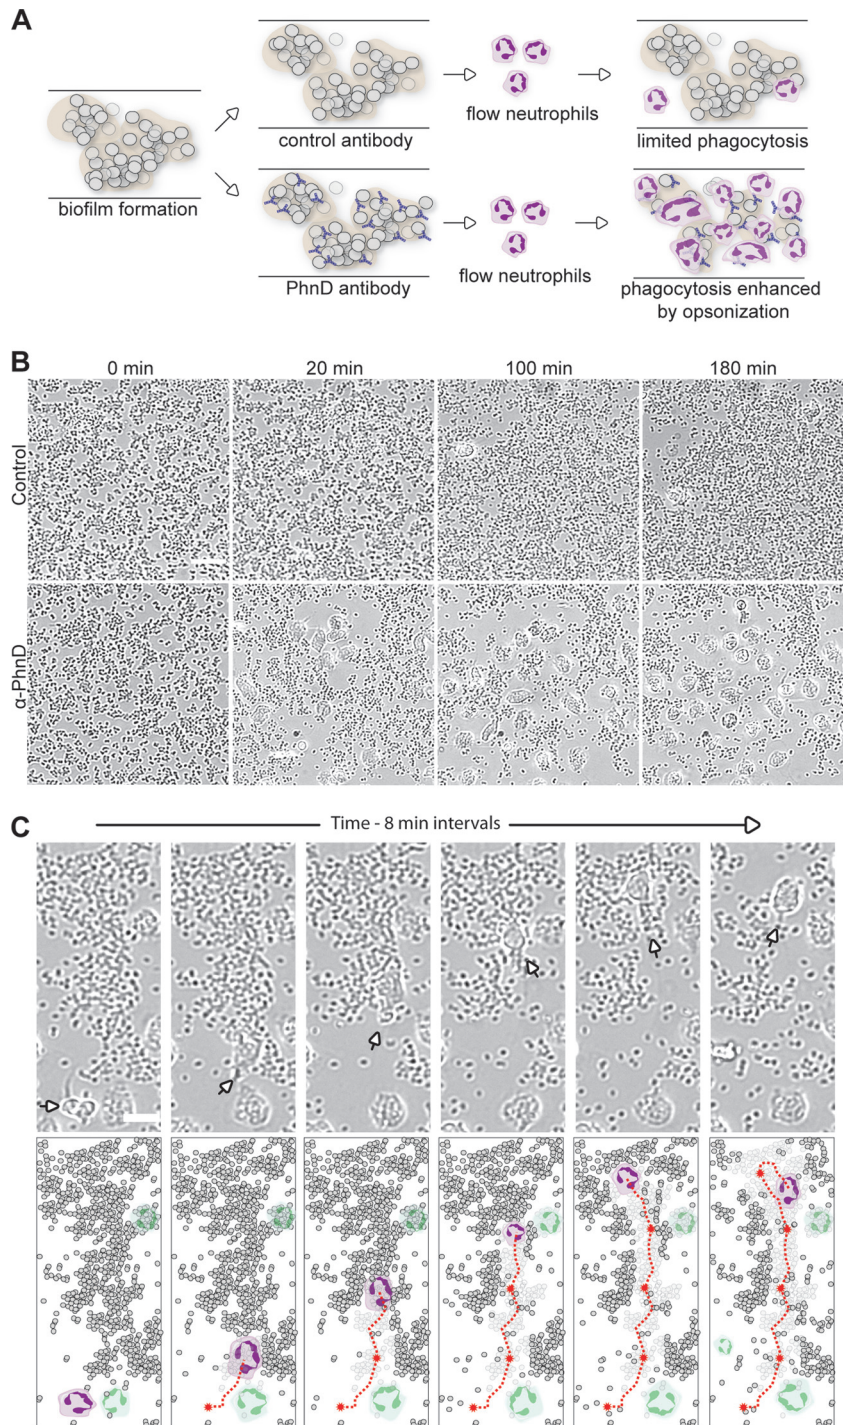 A
biofilm formation
control antibody
flow neutrophils
limited phagocytosis
PhnD antibody
flow neutrophils
phagocytosis enhanced
by opsonization
B
0 min
20 min
100 min
180 min
Control
α-PhnD
C
Time - 8 min intervals